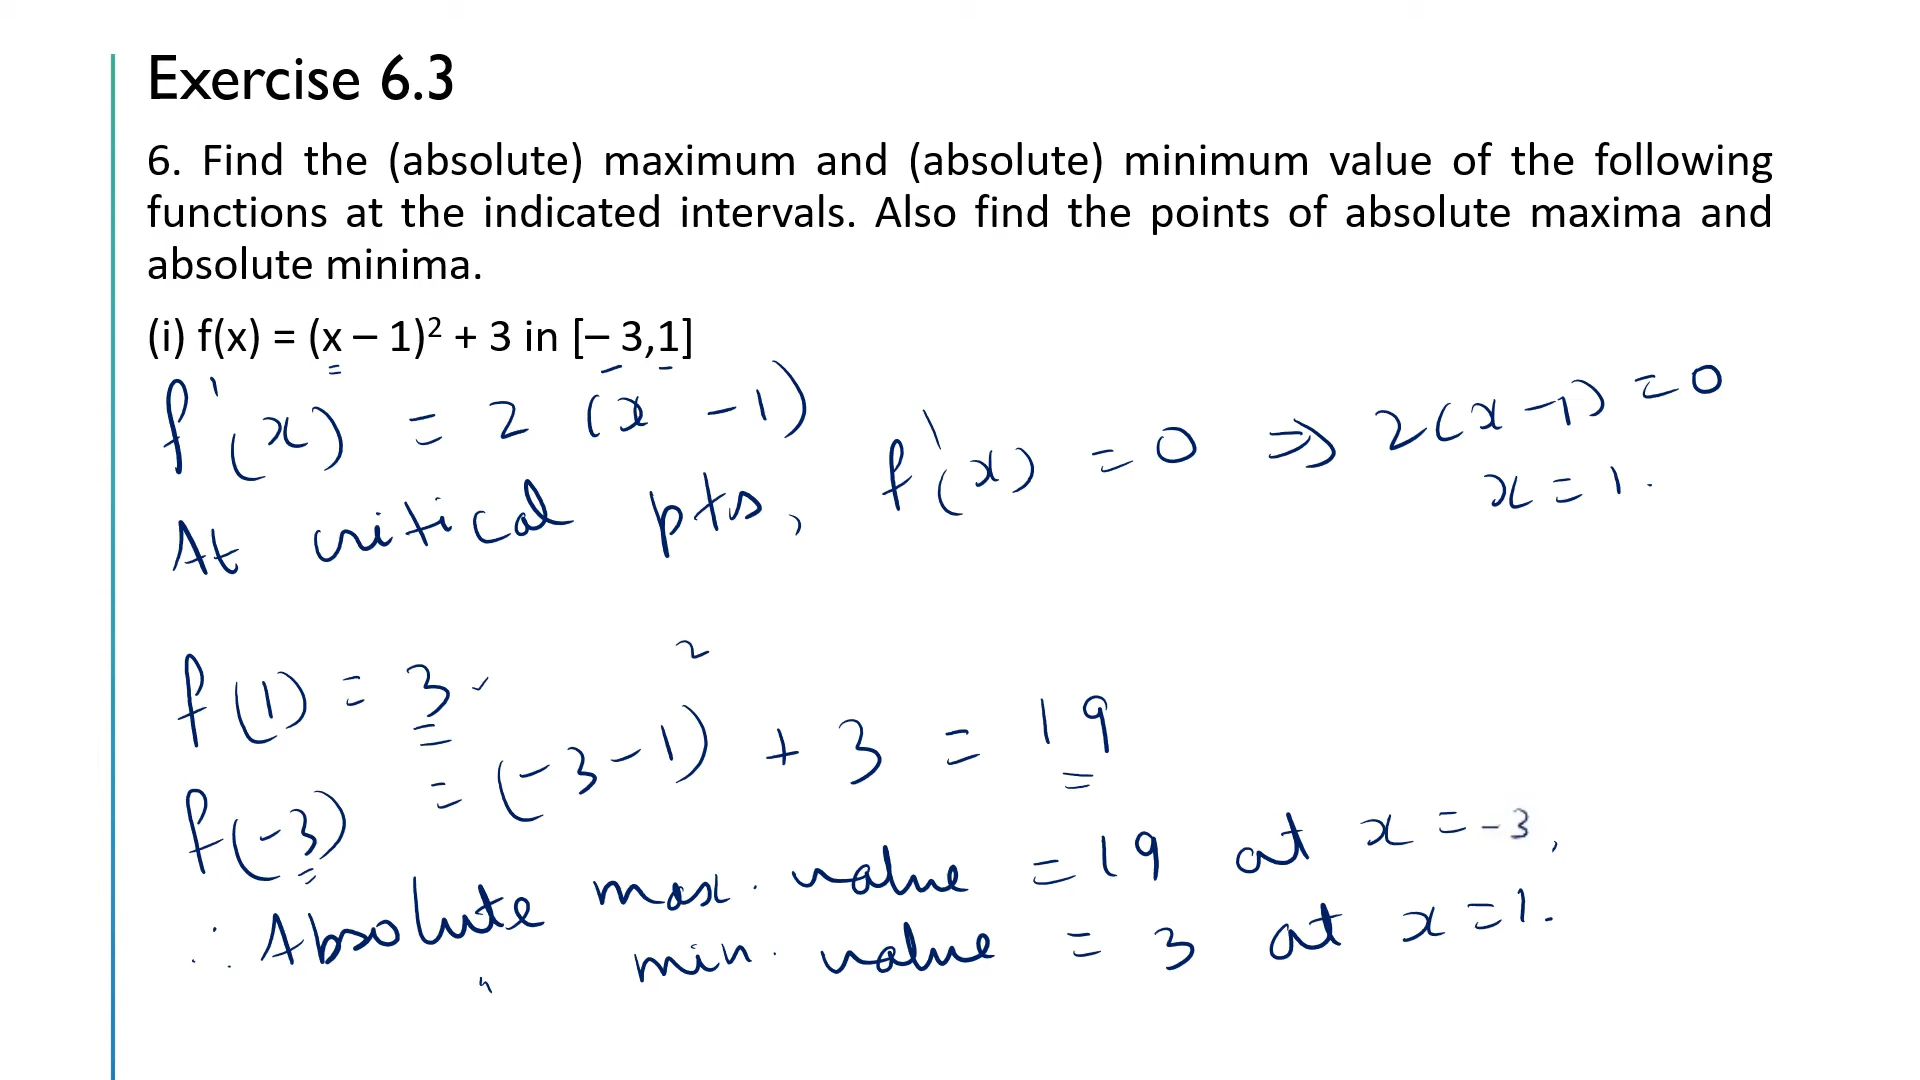 Exercise 6.3
6. Find the (absolute) maximum and (absolute) minimum value of the following
functions at the indicated intervals. Also find the points of absolute maxima and
absolute minima.
(i) f(x) = (x – 1)² + 3 in [– 3,1]
f'(x) = 2 (x - 1)
At critical pts, f'(x) = 0 ⇒ 2(x - 1) = 0
x = 1.
f(1) = 3
f(-3) = (-3 - 1)² + 3 = 19
∴ Absolute max. value = 19 at x = -3,
〃 min. value = 3 at x = 1.